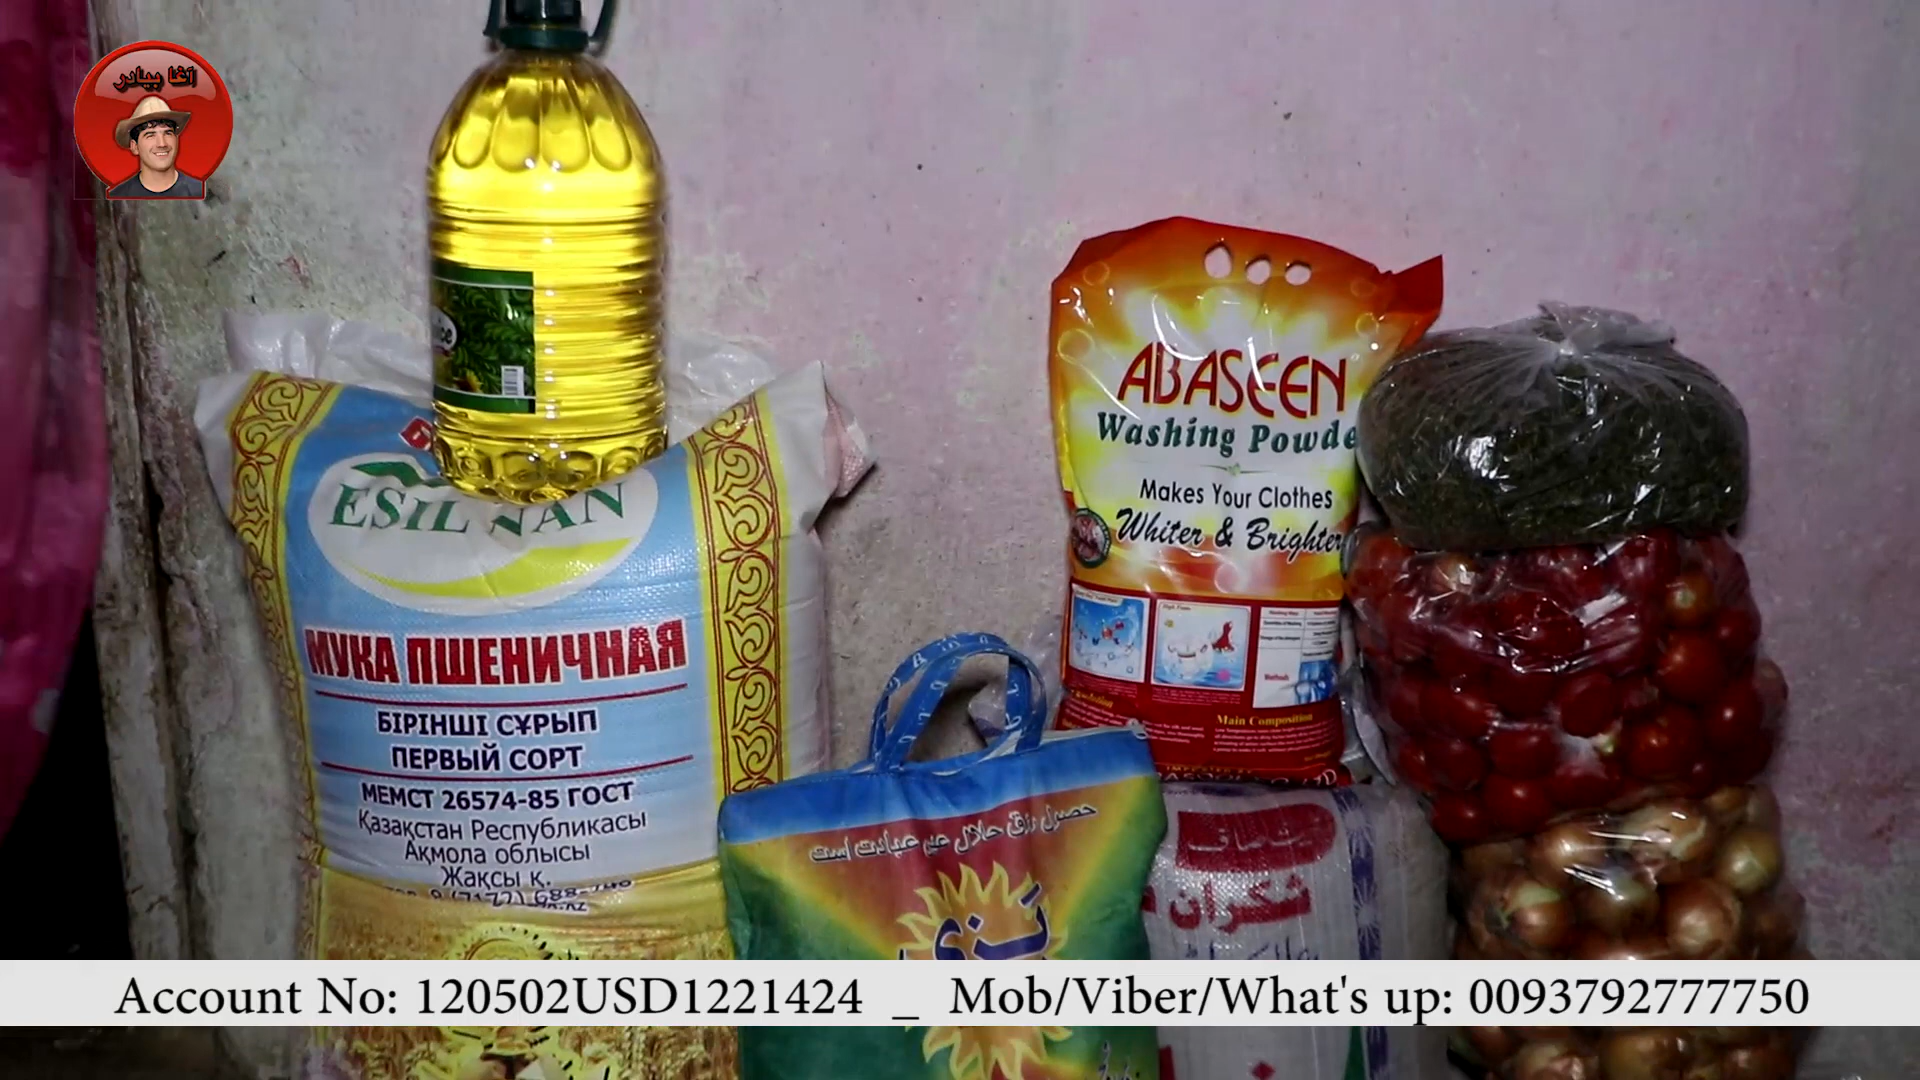 آغا بیادر
ESIL NAN
МУКА ПШЕНИЧНАЯ
БІРІНШІ СҰРЫП
ПЕРВЫЙ СОРТ
МЕМСТ 26574-85 ГОСТ
Қазақстан Республикасы
Ақмола облысы
Жақсы қ.
حصول رزق حلال عین عبادت است
ABASEEN
Washing Powde
Makes Your Clothes
Whiter & Brighter
Main Composition
شکران
Account No: 120502USD1221424 _ Mob/Viber/What's up: 0093792777750